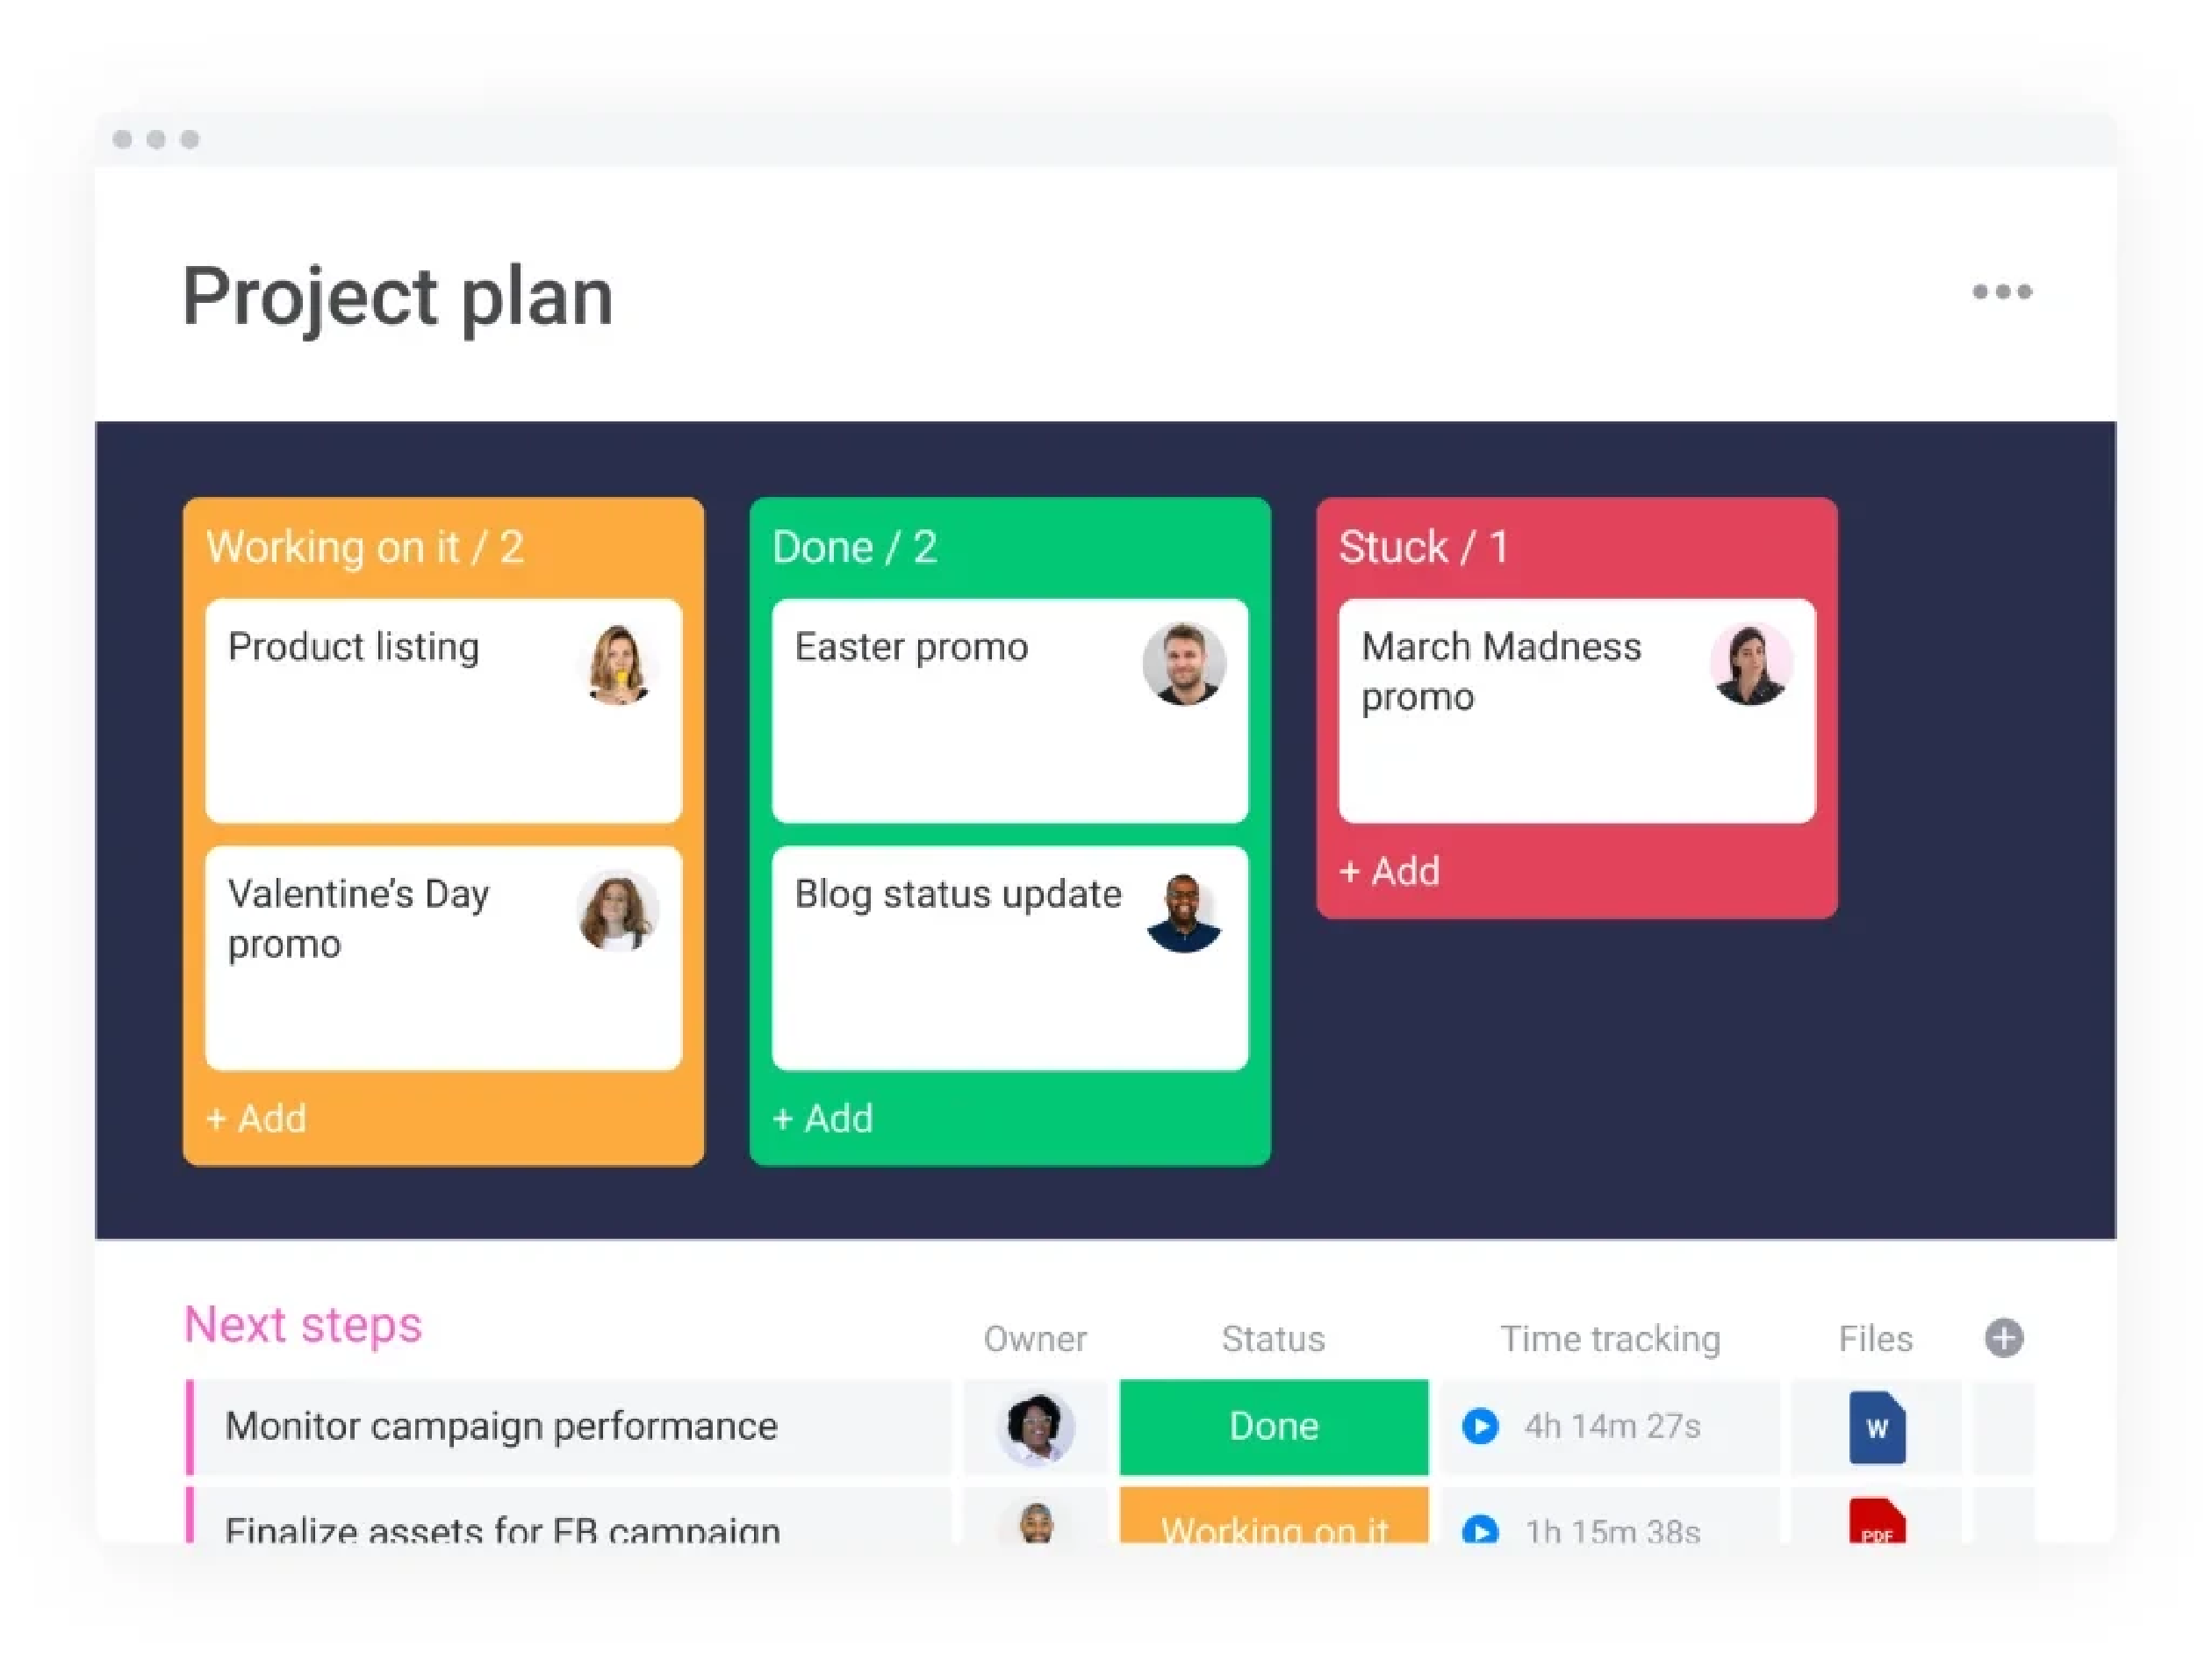 Project plan
Working on it / 2
Product listing
Valentine's Day
promo
+ Add
Done / 2
Easter promo
Blog status update
+ Add
Stuck / 1
March Madness
promo
+ Add
Next steps
Owner
Status
Time tracking
Files
Monitor campaign performance
Done
4h 14m 27s
W
Finalize assets for FB campaign
Working on it
1h 15m 38s
PDF